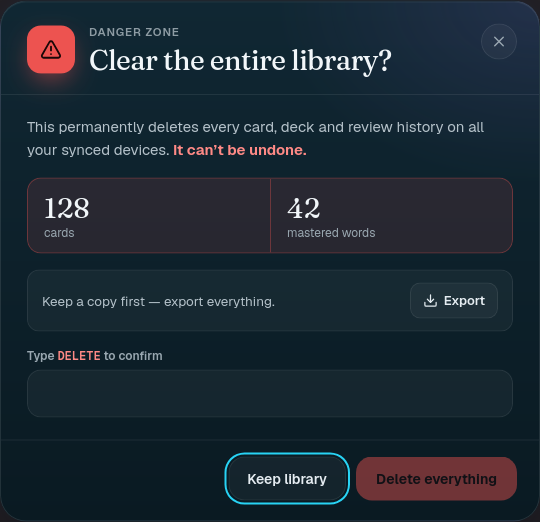 DANGER ZONE
Clear the entire library?
This permanently deletes every card, deck and review history on all
your synced devices. It can’t be undone.
128
cards
42
mastered words
Keep a copy first — export everything.
Export
Type DELETE to confirm
Keep library
Delete everything